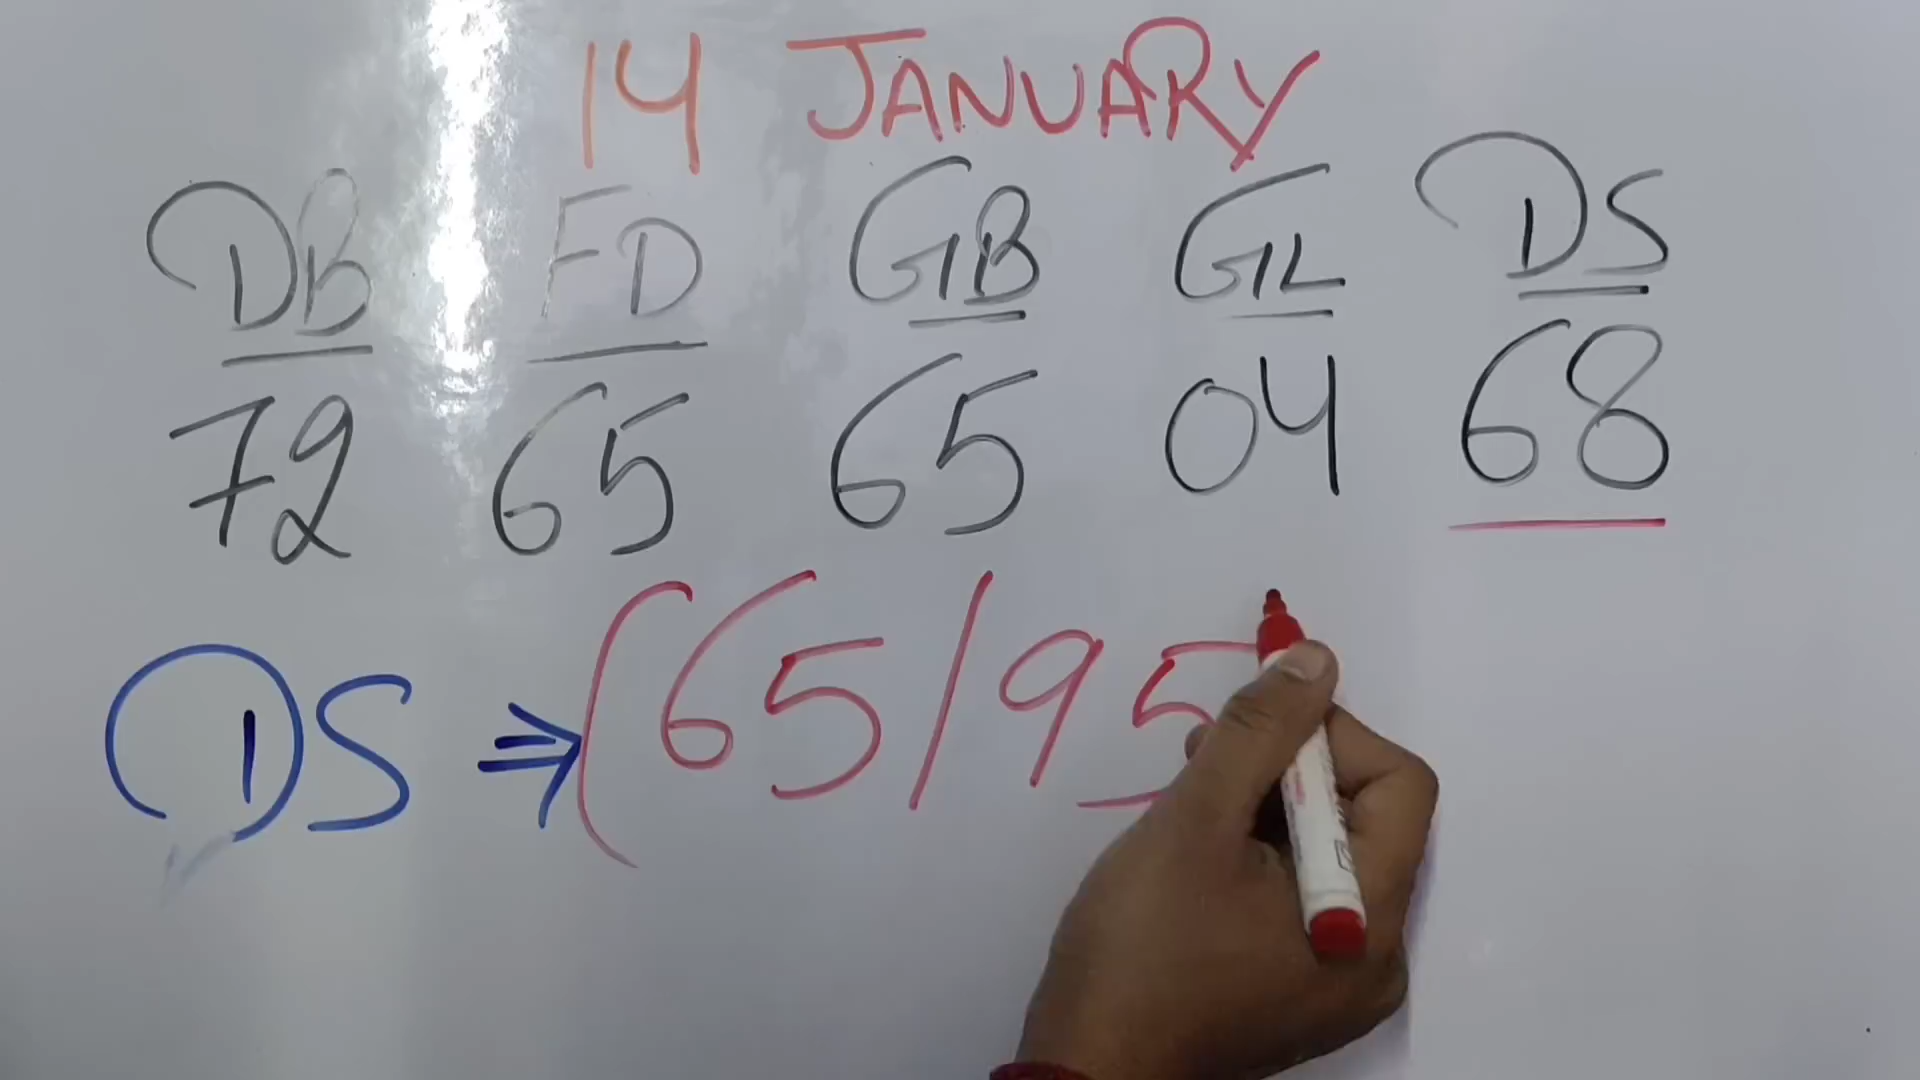 14 JANUARY
DB FD GB GL DS
72 65 65 04 68
DS ⇒ (65/95